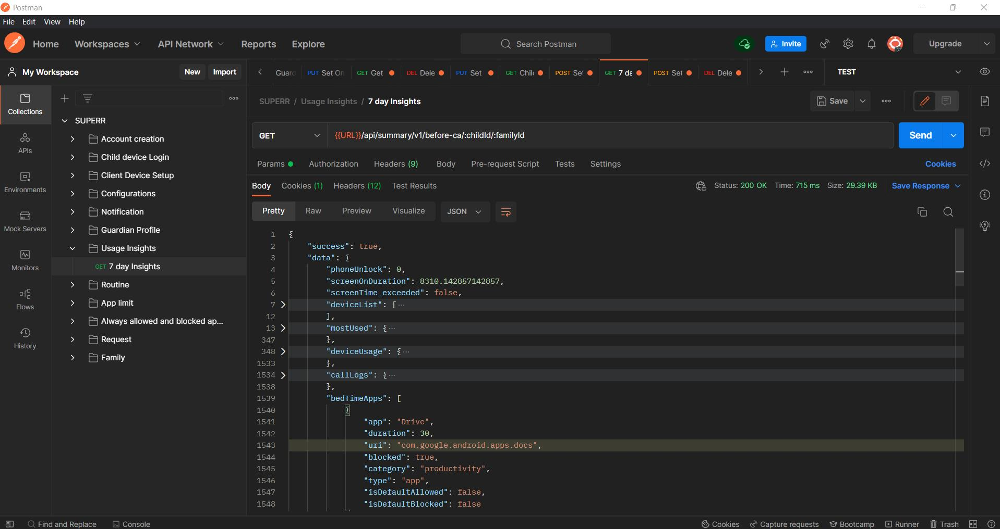 Postman
File Edit View Help
Home Workspaces API Network Reports Explore Search Postman Invite Upgrade
My Workspace New Import
Guard PUT Set On GET Get DEL Dele PUT Set GET Chil POST Set GET 7 da POST Set DEL Dele TEST
SUPERR / Usage Insights / 7 day Insights Save
GET {{URL}}/api/summary/v1/before-ca/:childId/:familyId Send
Params Authorization Headers (9) Body Pre-request Script Tests Settings Cookies
Body Cookies (1) Headers (12) Test Results Status: 200 OK Time: 715 ms Size: 29.39 KB Save Response
Pretty Raw Preview Visualize JSON
Collections
APIs
Environments
Mock Servers
Monitors
Flows
History
SUPERR
Account creation
Child device Login
Client Device Setup
Configurations
Notification
Guardian Profile
Usage Insights
GET 7 day Insights
Routine
App limit
Always allowed and blocked ap...
Request
Family
1 {
2 "success": true,
3 "data": {
4 "phoneUnlock": 0,
5 "screenOnDuration": 8310.142857142857,
6 "screenTime_exceeded": false,
7 "deviceList": [ ...
12 ],
13 "mostUsed": { ...
347 },
348 "deviceUsage": { ...
1533 },
1534 "callLogs": { ...
1538 },
1539 "bedTimeApps": [
1540 {
1541 "app": "Drive",
1542 "duration": 30,
1543 "uri": "com.google.android.apps.docs",
1544 "blocked": true,
1545 "category": "productivity",
1546 "type": "app",
1547 "isDefaultAllowed": false,
1548 "isDefaultBlocked": false
Find and Replace Console Cookies Capture requests Bootcamp Runner Trash